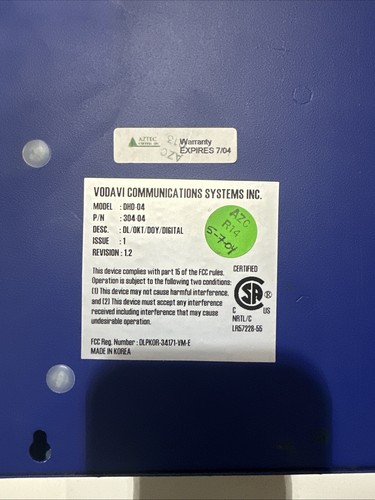 AZTEC
Warranty
EXPIRES 7/04
AZC
VODAVI COMMUNICATIONS SYSTEMS INC.
MODEL : DHD-04
P/N : 304-04
DESC. : DL/OKT/DOY/DIGITAL
ISSUE : 1
REVISION : 1.2
AZC
R14
5-7-04
This device complies with part 15 of the FCC rules.
Operation is subject to the following two conditions:
(1) This device may not cause harmful interference.
and (2) This device must accept any interference
received including interference that may cause
undesirable operation.
CERTIFIED
SA ®
C US
NRTL/C
LR57228-55
FCC Reg. Number : DLPKOR-34171-VM-E
MADE IN KOREA